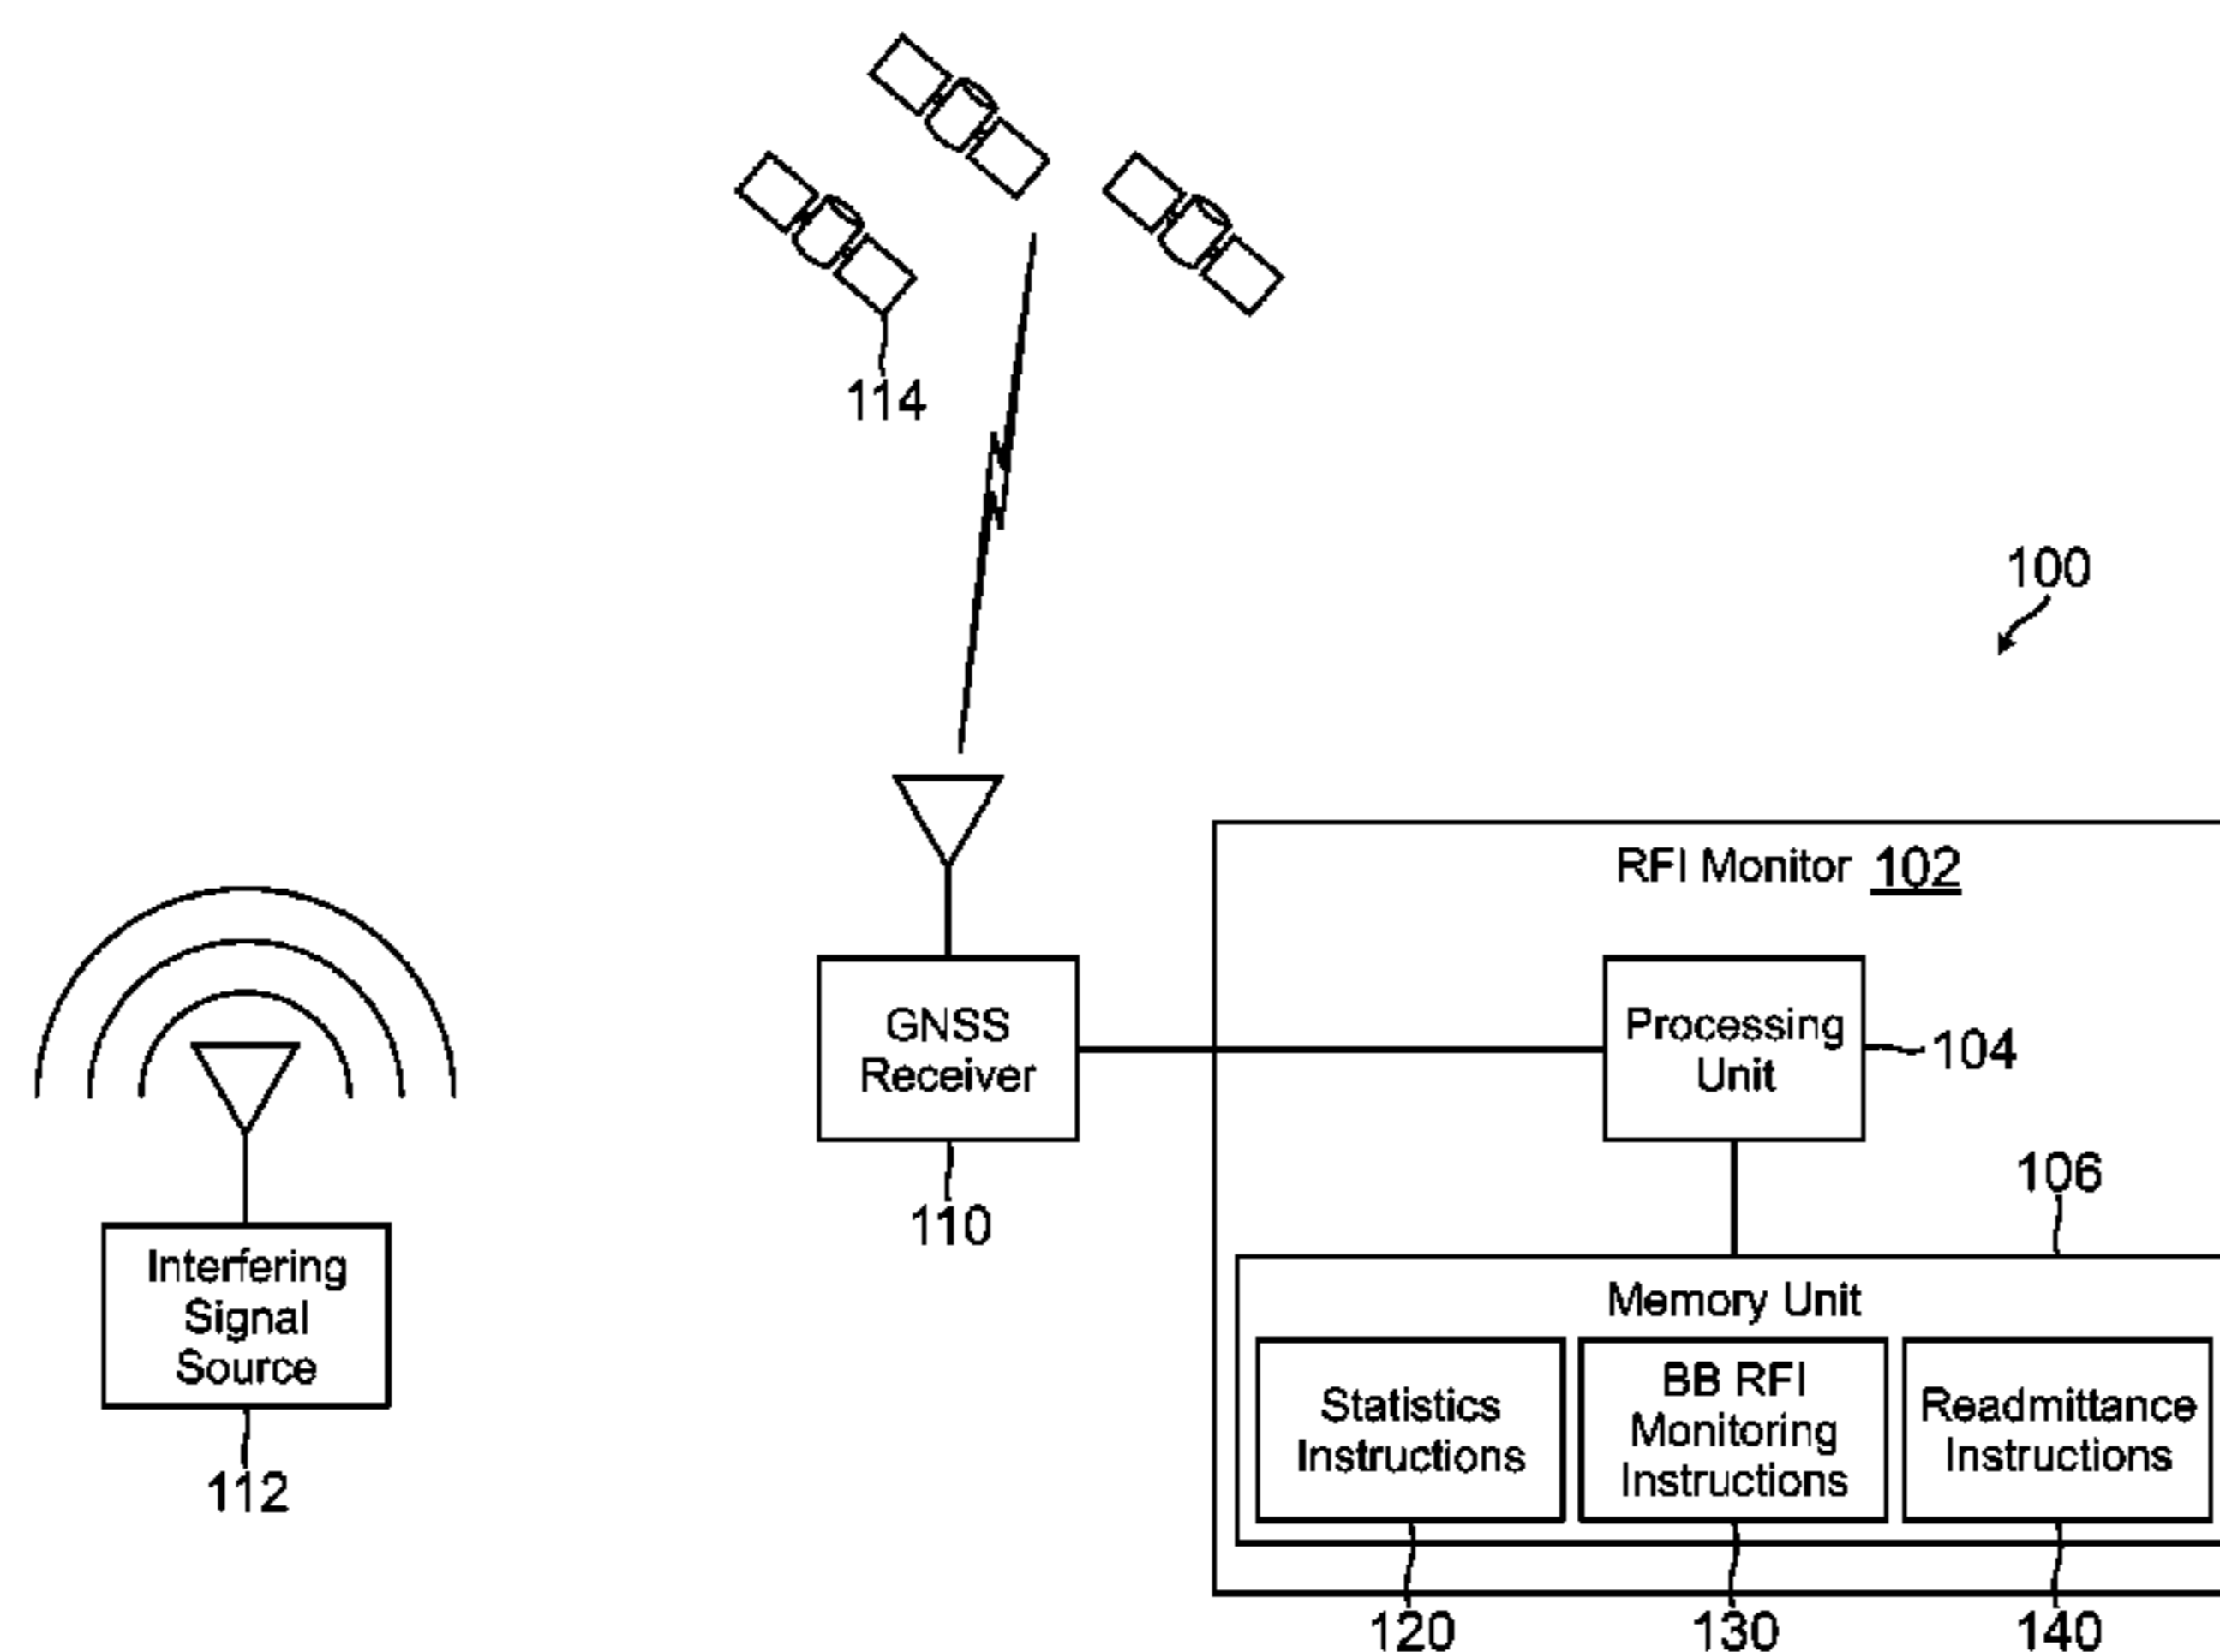 114
100
RFI Monitor 102
GNSS
Receiver
110
Processing
Unit
104
Interfering
Signal
Source
112
106
Memory Unit
Statistics
Instructions
BB RFI
Monitoring
Instructions
Readmittance
Instructions
120
130
140